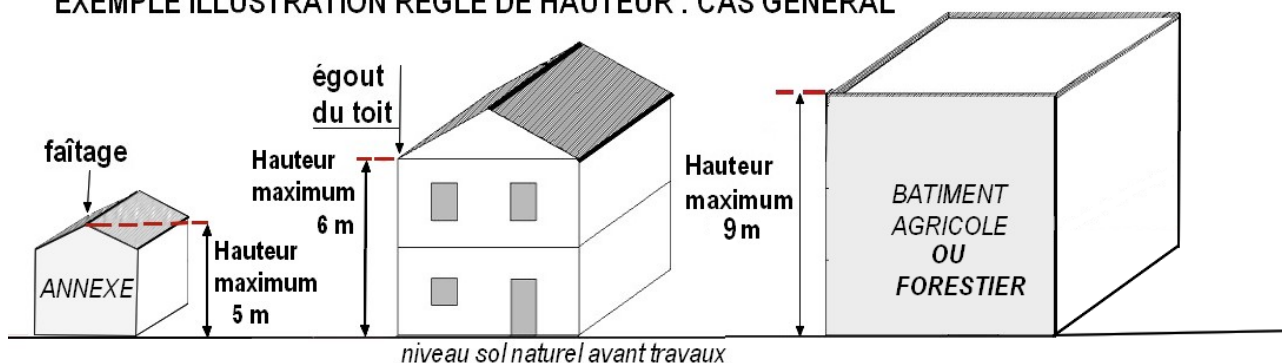 EXEMPLE ILLUSTRATION REGLE DE HAUTEUR : CAS GENERAL
égout
du toit
faîtage
Hauteur
maximum
6 m
Hauteur
maximum
9 m
BATIMENT
AGRICOLE
OU
FORESTIER
ANNEXE
Hauteur
maximum
5 m
niveau sol naturel avant travaux